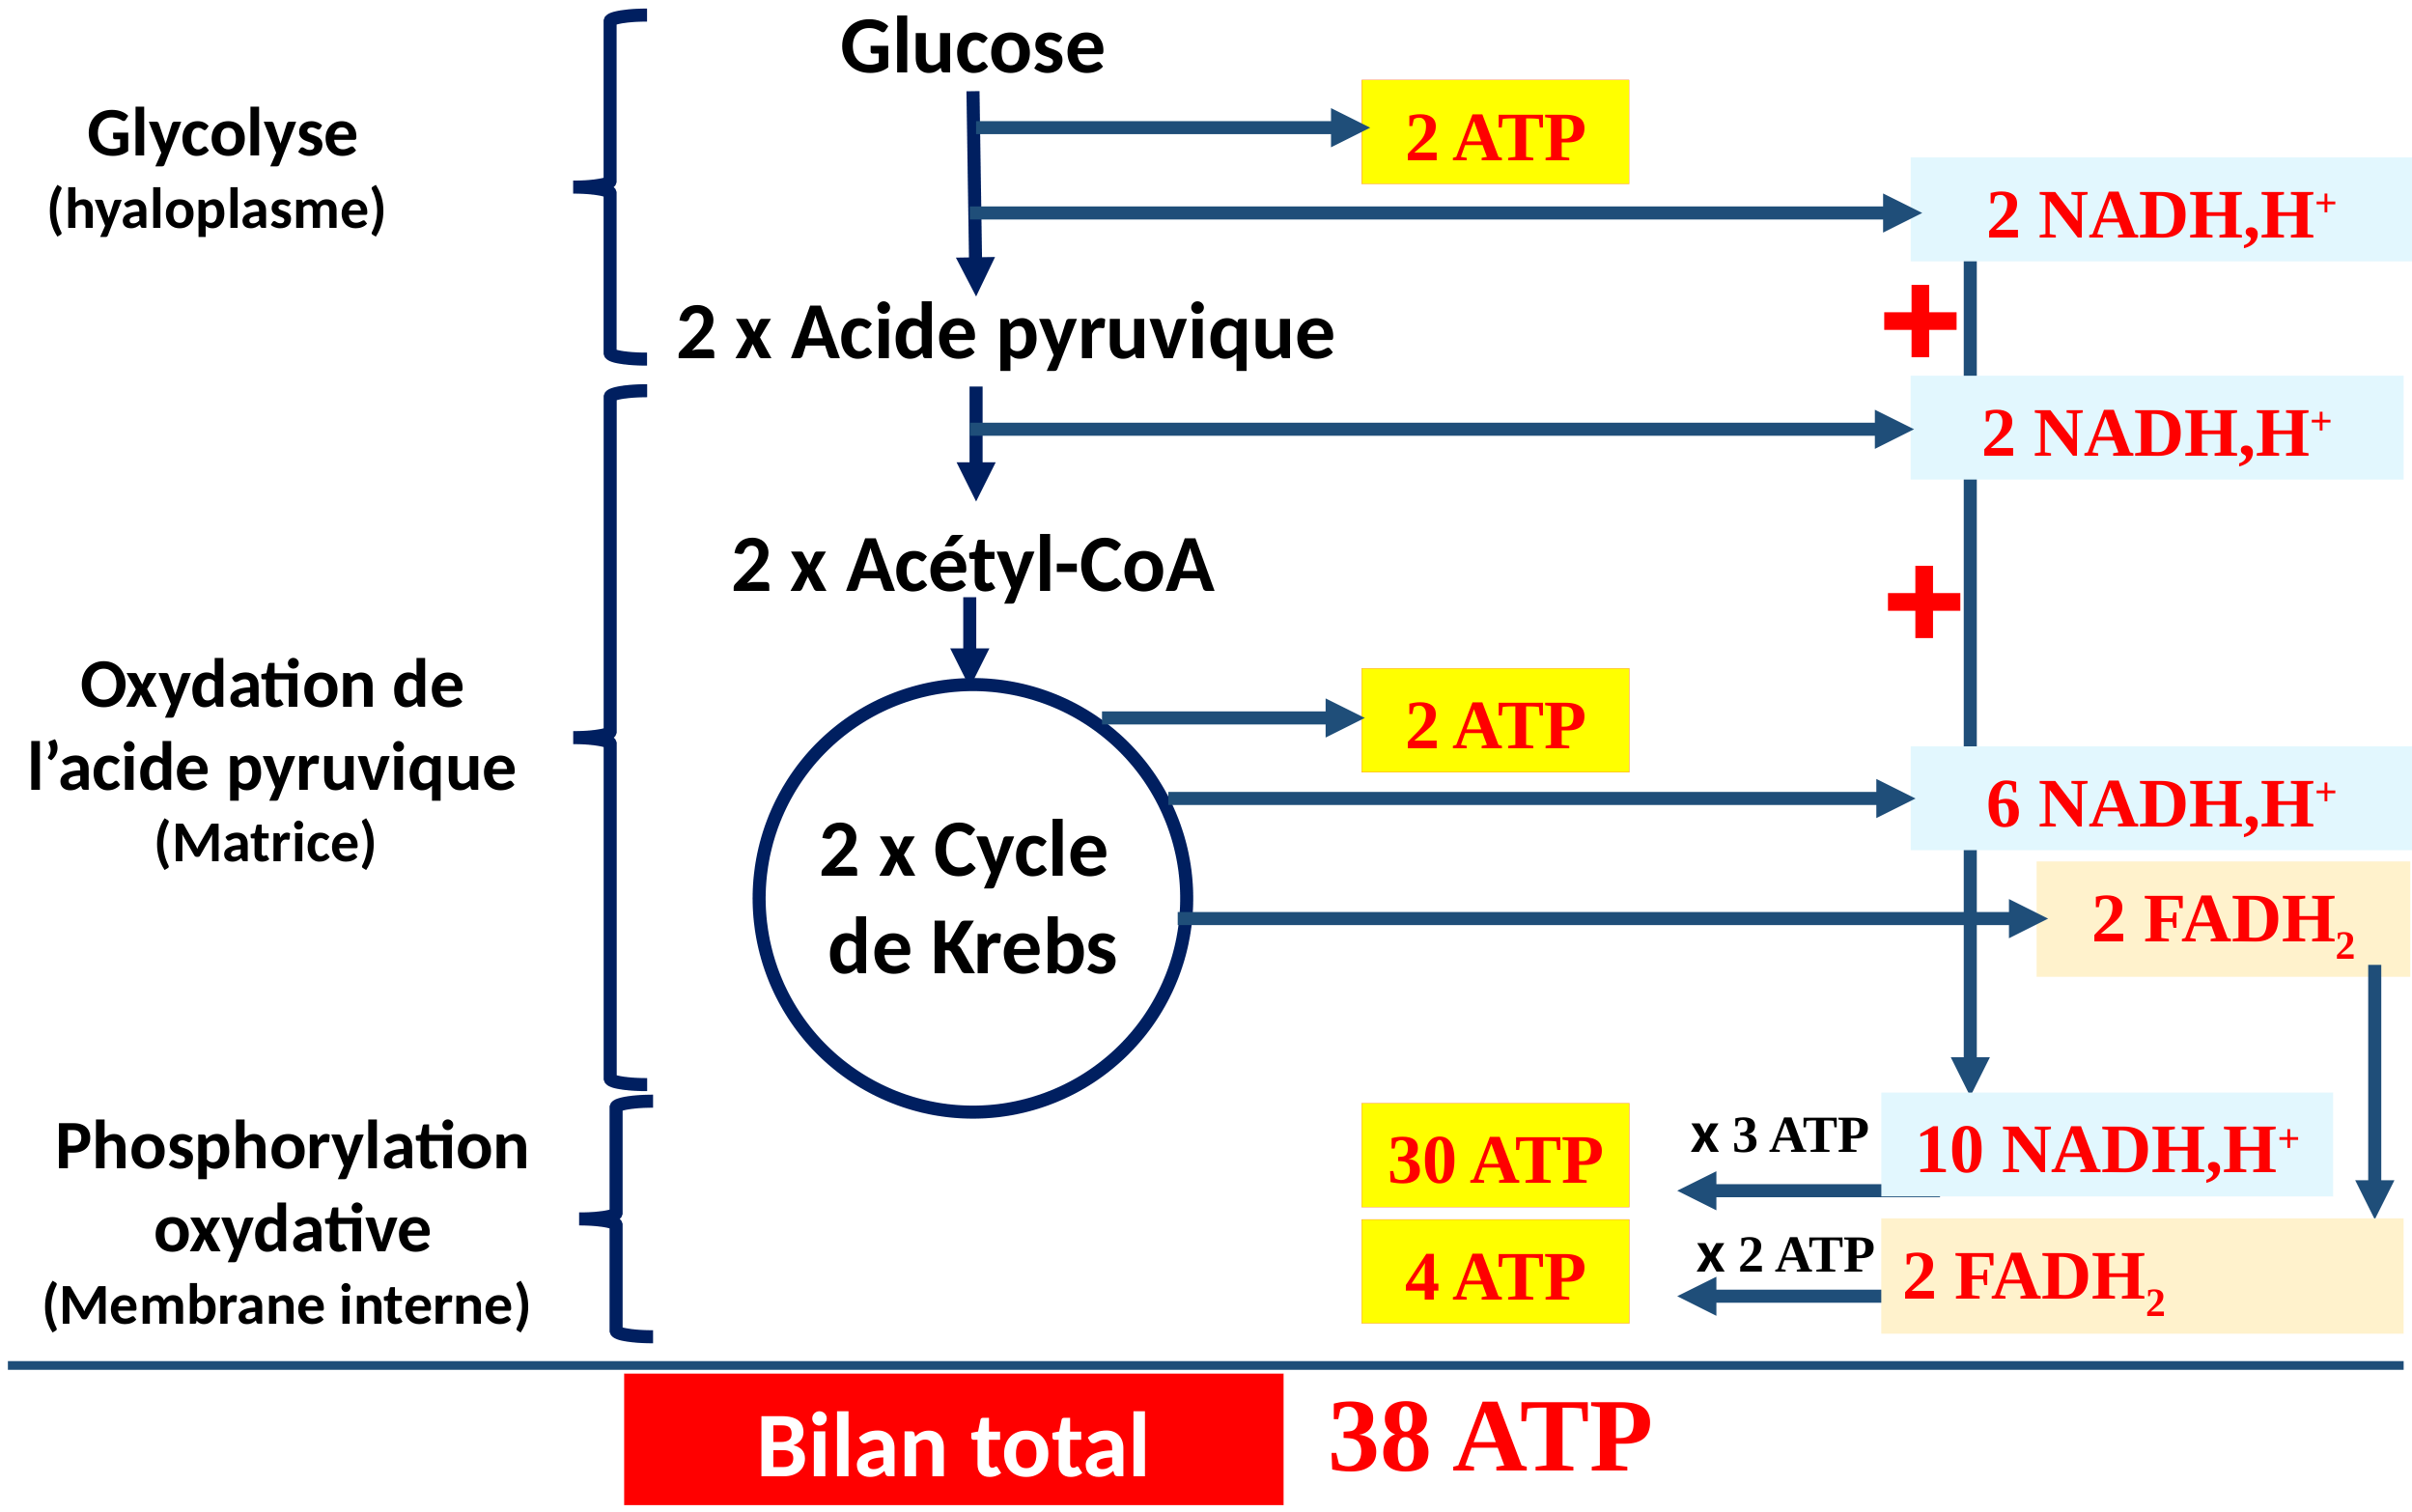 Glucose
Glycolyse
(hyaloplasme)
2 ATP
2 NADH,H⁺
+
2 x Acide pyruvique
2 NADH,H⁺
2 x Acétyl-CoA
+
Oxydation de
l’acide pyruvique
(Matrice)
2 ATP
6 NADH,H⁺
2 x Cycle
de Krebs
2 FADH₂
Phosphorylation
oxydative
(Membrane interne)
30 ATP
x 3 ATP
10 NADH,H⁺
4 ATP
x 2 ATP
2 FADH₂
Bilan total
38 ATP